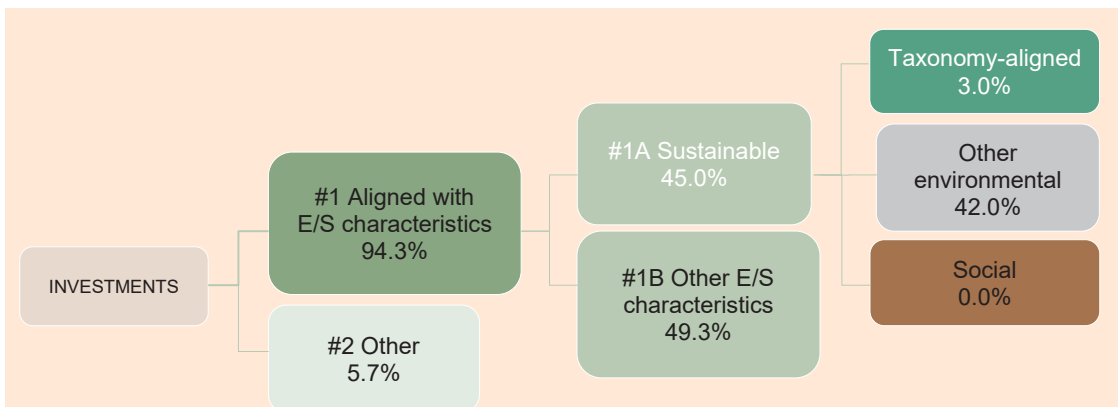 INVESTMENTS
#1 Aligned with
E/S characteristics
94.3%
#2 Other
5.7%
#1A Sustainable
45.0%
#1B Other E/S
characteristics
49.3%
Taxonomy-aligned
3.0%
Other
environmental
42.0%
Social
0.0%